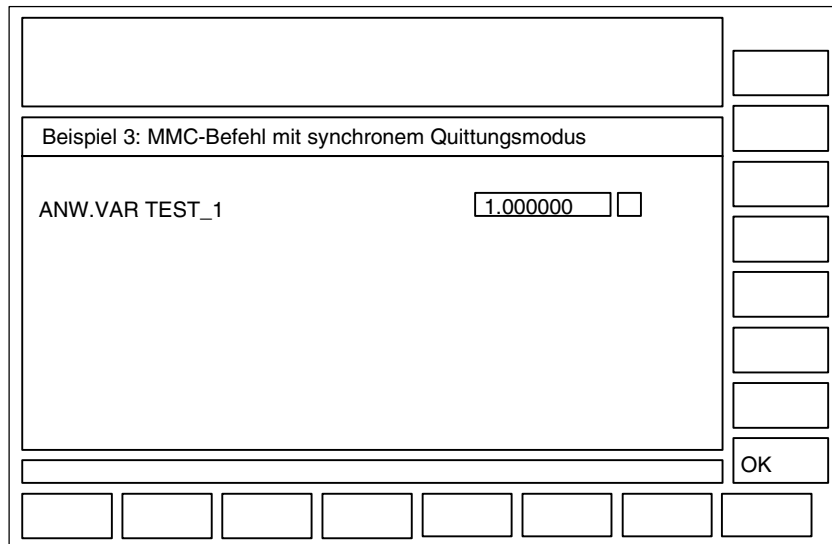 Beispiel 3: MMC-Befehl mit synchronem Quittungsmodus
ANW.VAR TEST_1 1.000000
OK